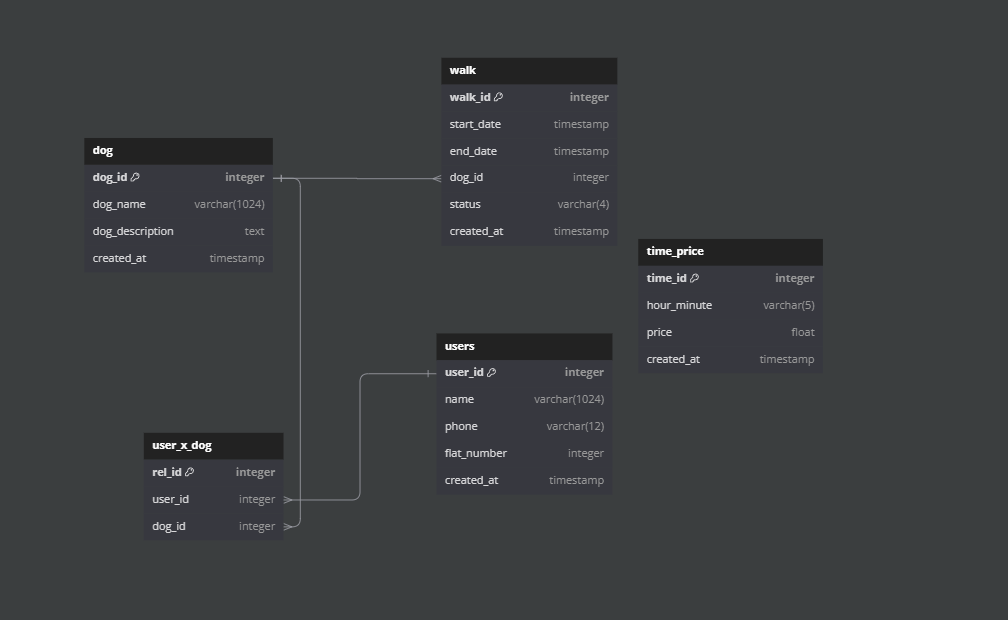 walk
walk_id integer
start_date timestamp
end_date timestamp
dog_id integer
status varchar(4)
created_at timestamp
dog
dog_id integer
dog_name varchar(1024)
dog_description text
created_at timestamp
time_price
time_id integer
hour_minute varchar(5)
price float
created_at timestamp
users
user_id integer
name varchar(1024)
phone varchar(12)
flat_number integer
created_at timestamp
user_x_dog
rel_id integer
user_id integer
dog_id integer